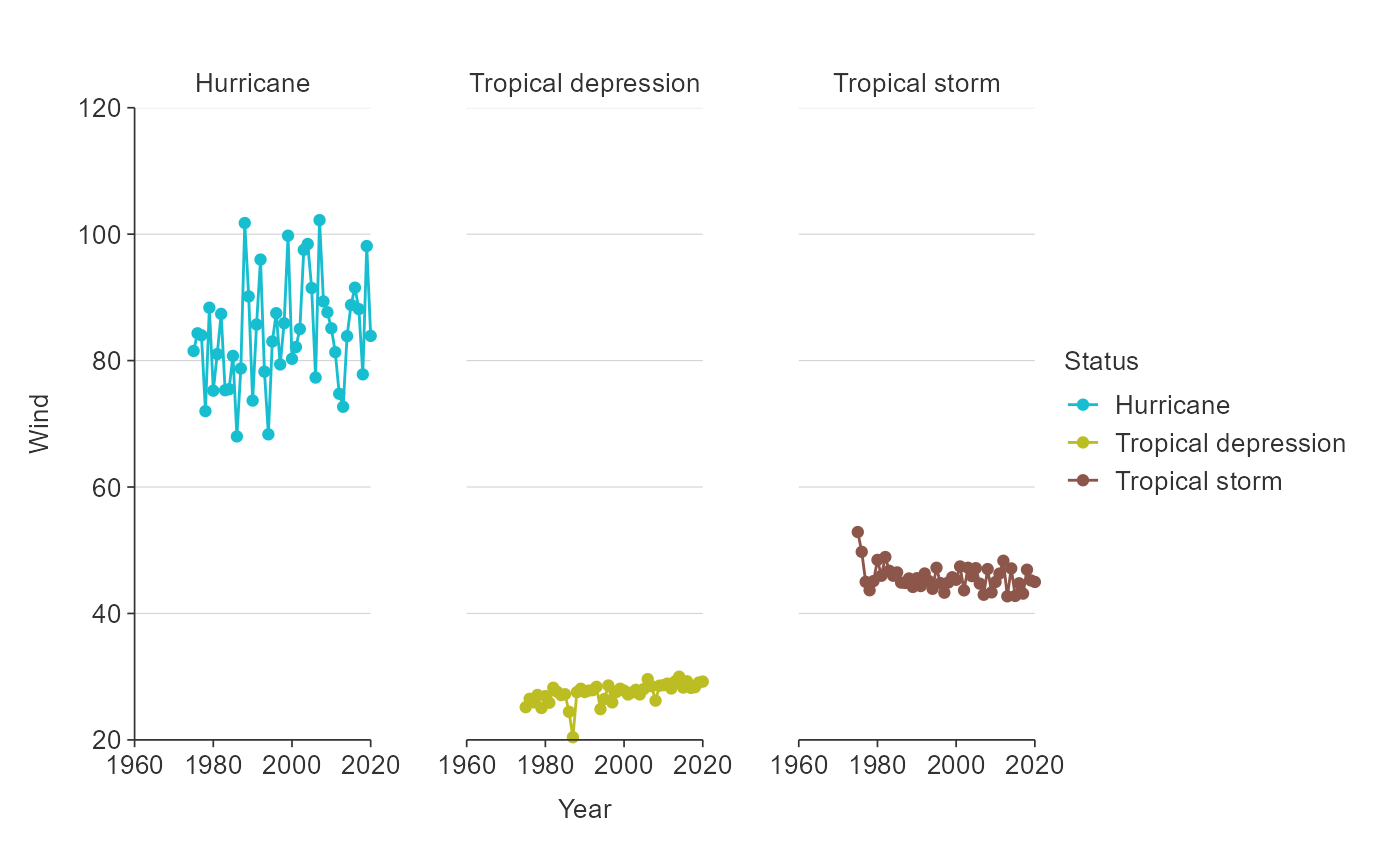 Hurricane
Tropical depression
Tropical storm
120
100
80
60
40
20
Wind
1960 1980 2000 2020
1960 1980 2000 2020
1960 1980 2000 2020
Year
Status
Hurricane
Tropical depression
Tropical storm